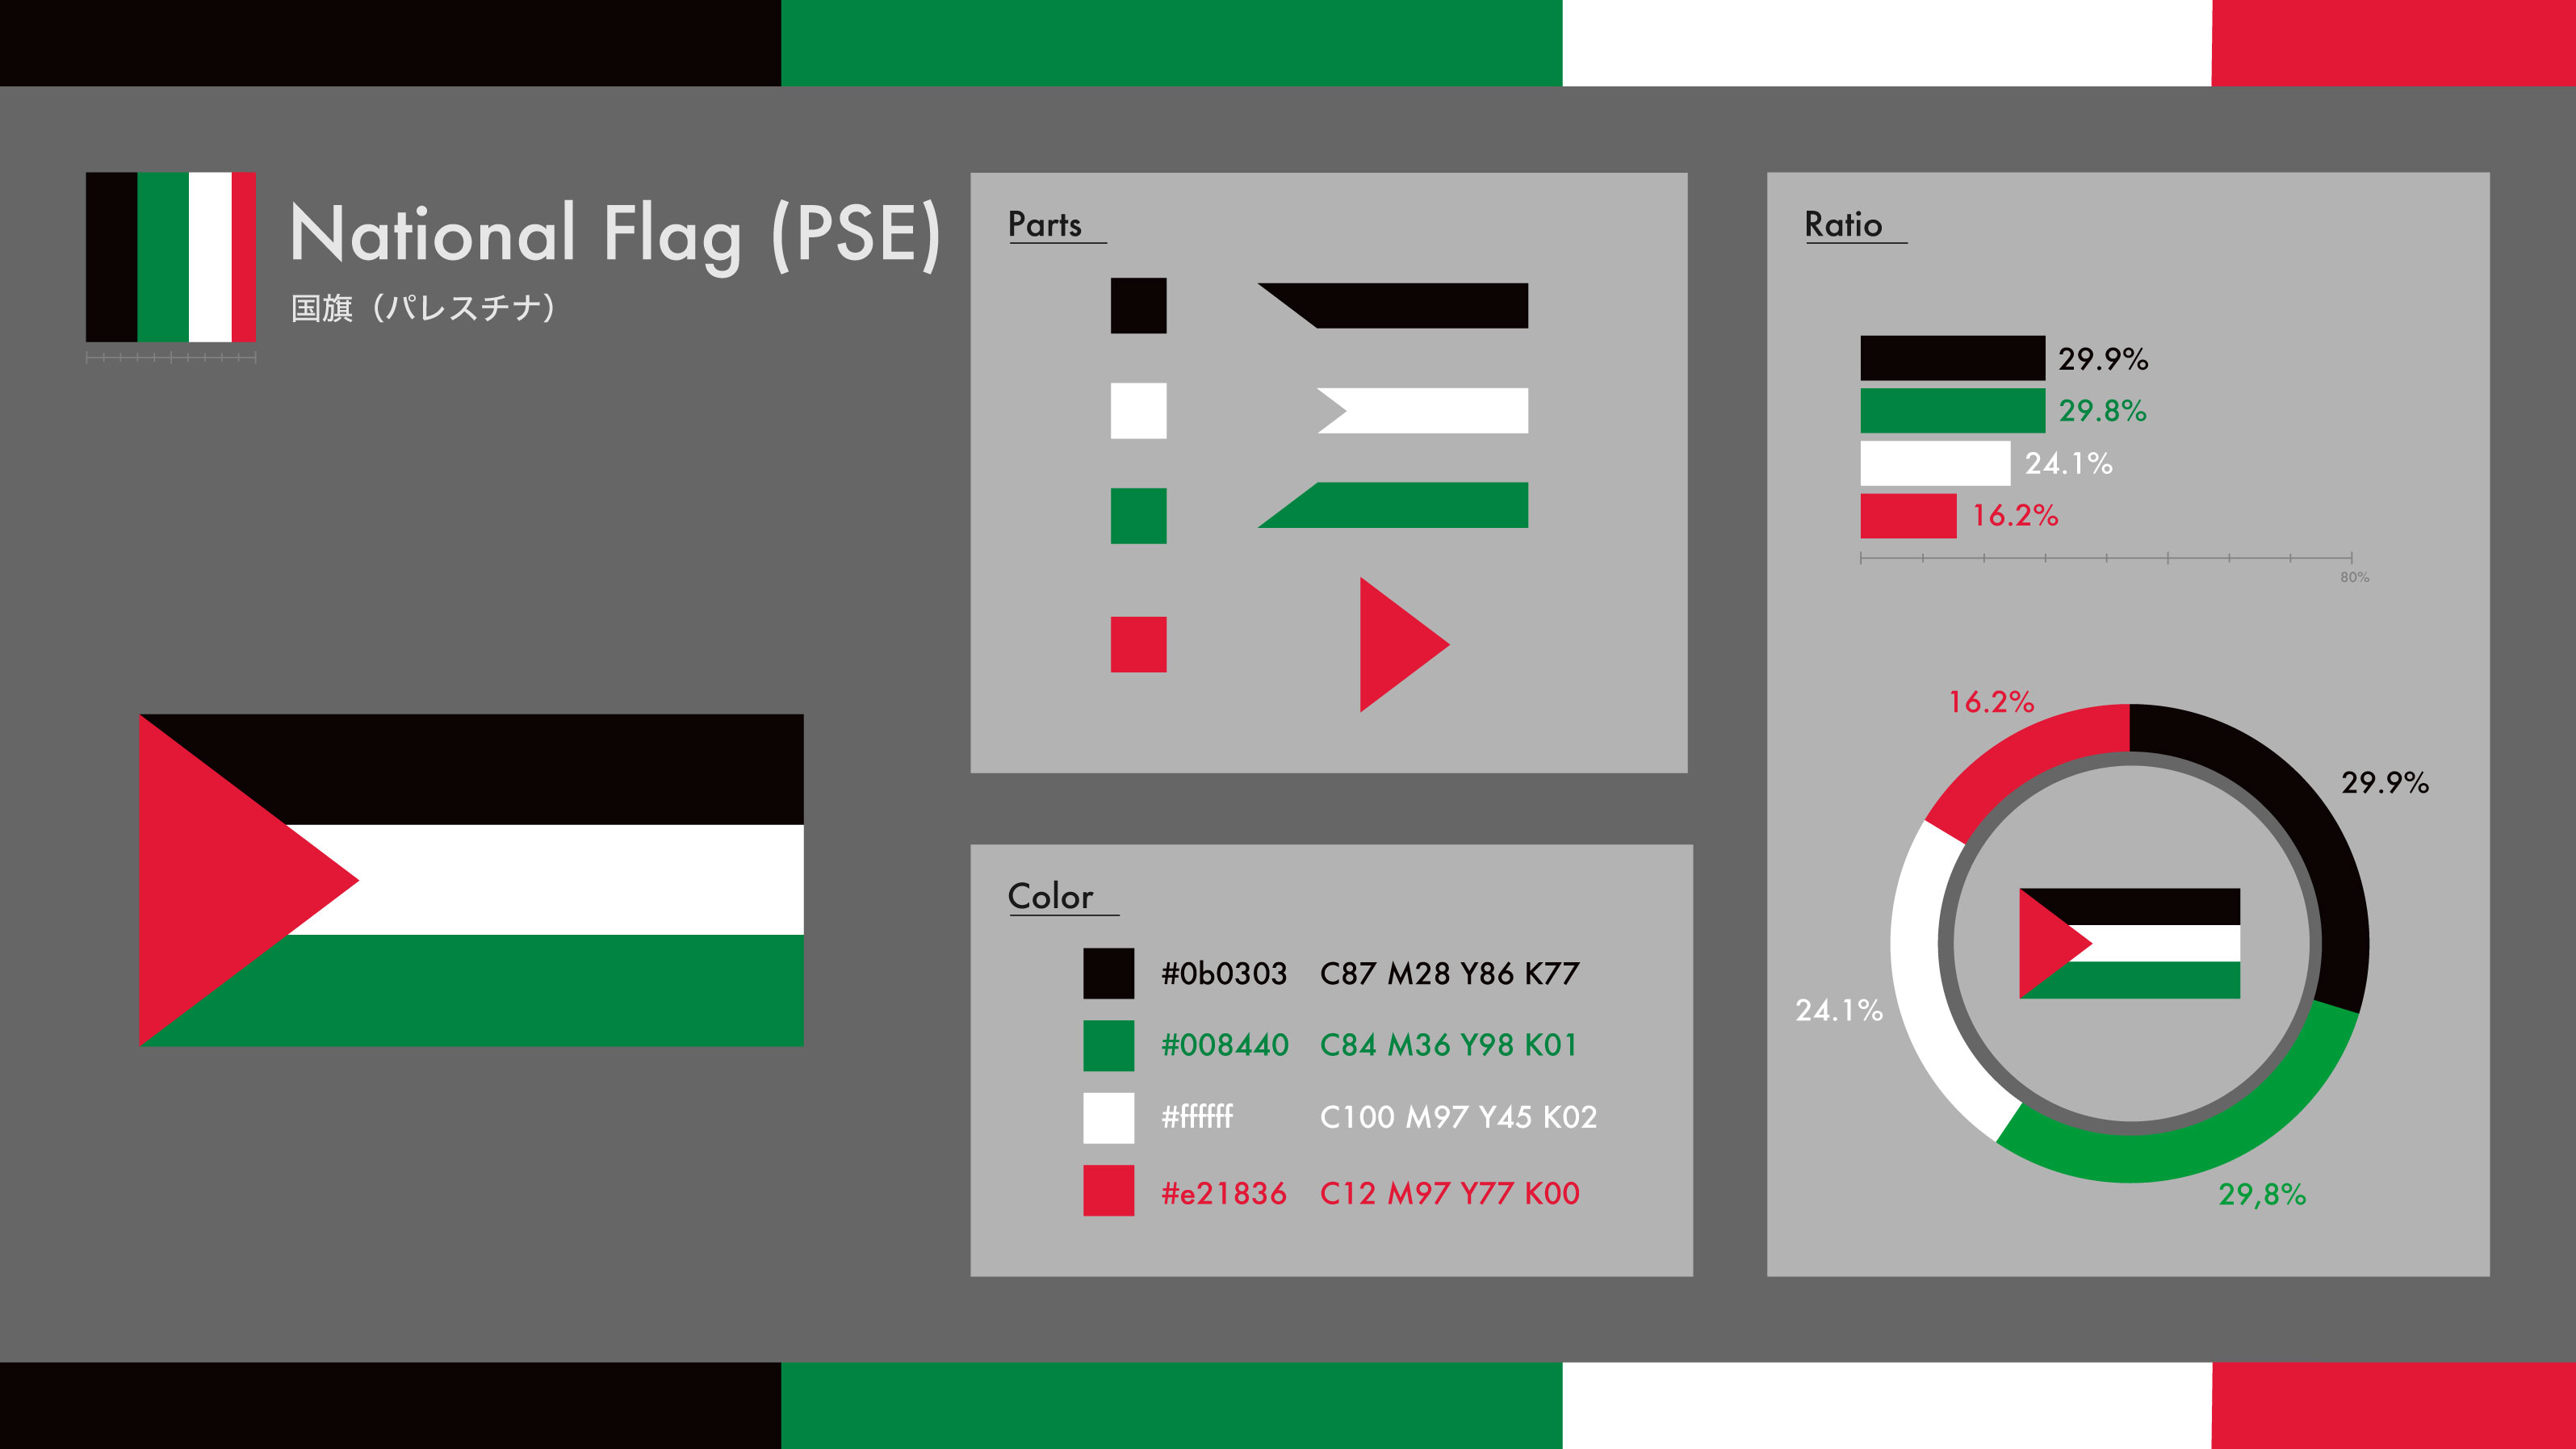 National Flag (PSE)
国旗（パレスチナ）
Parts
Color
#0b0303 C87 M28 Y86 K77
#008440 C84 M36 Y98 K01
#ffffff C100 M97 Y45 K02
#e21836 C12 M97 Y77 K00
Ratio
29.9%
29.8%
24.1%
16.2%
80%
16.2%
29.9%
24.1%
29,8%